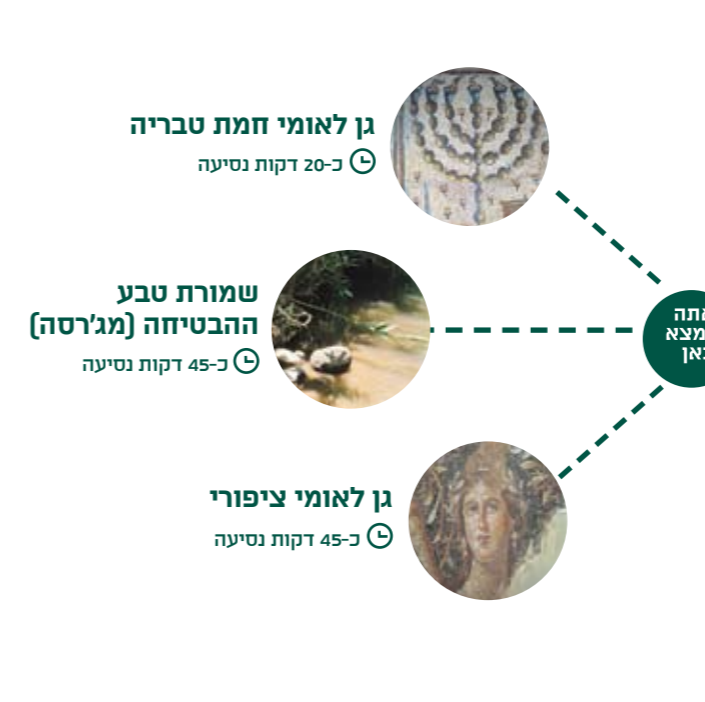 גן לאומי חמת טבריה
כ-20 דקות נסיעה
שמורת טבע
הבטיחה (מג'רסה)
כ-45 דקות נסיעה
גן לאומי ציפורי
כ-45 דקות נסיעה